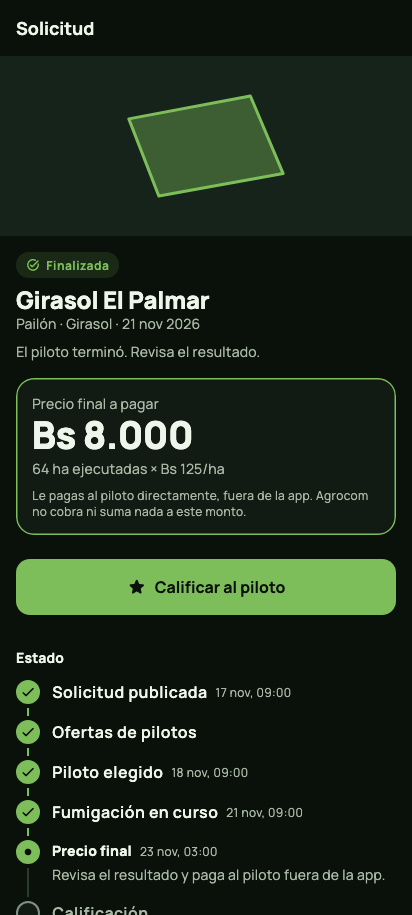 Solicitud
Finalizada
Girasol El Palmar
Pailón · Girasol · 21 nov 2026
El piloto terminó. Revisa el resultado.
Precio final a pagar
Bs 8.000
64 ha ejecutadas × Bs 125/ha
Le pagas al piloto directamente, fuera de la app. Agrocom
no cobra ni suma nada a este monto.
Calificar al piloto
Estado
Solicitud publicada 17 nov, 09:00
Ofertas de pilotos
Piloto elegido 18 nov, 09:00
Fumigación en curso 21 nov, 09:00
Precio final 23 nov, 03:00
Revisa el resultado y paga al piloto fuera de la app.
Calificación